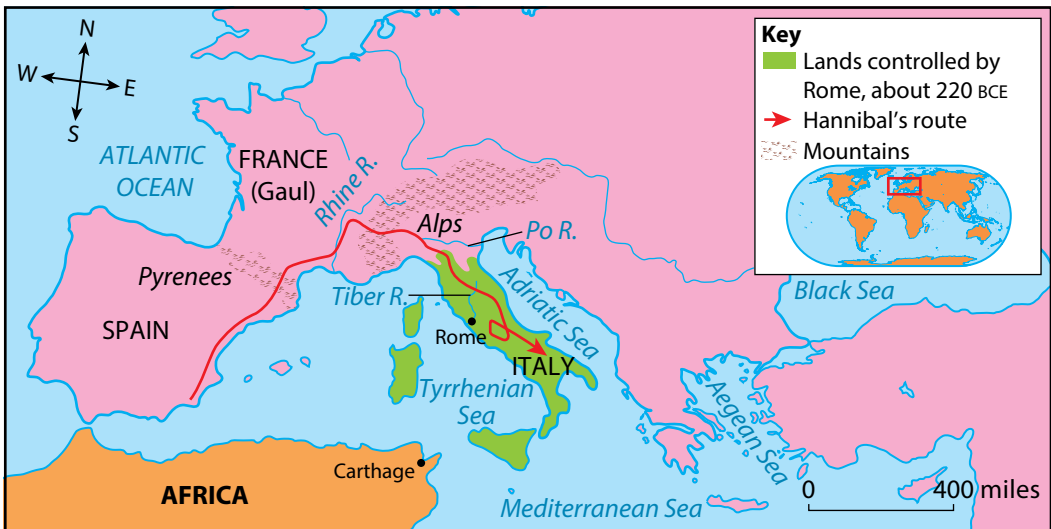 N
W
E
S
ATLANTIC
OCEAN
FRANCE
(Gaul)
Rhine R.
Alps
Po R.
Pyrenees
Tiber R.
Adriatic Sea
Black Sea
SPAIN
Rome
ITALY
Tyrrhenian
Sea
Aegean Sea
Carthage
AFRICA
Mediterranean Sea
0
400 miles
Key
Lands controlled by
Rome, about 220 BCE
Hannibal's route
Mountains